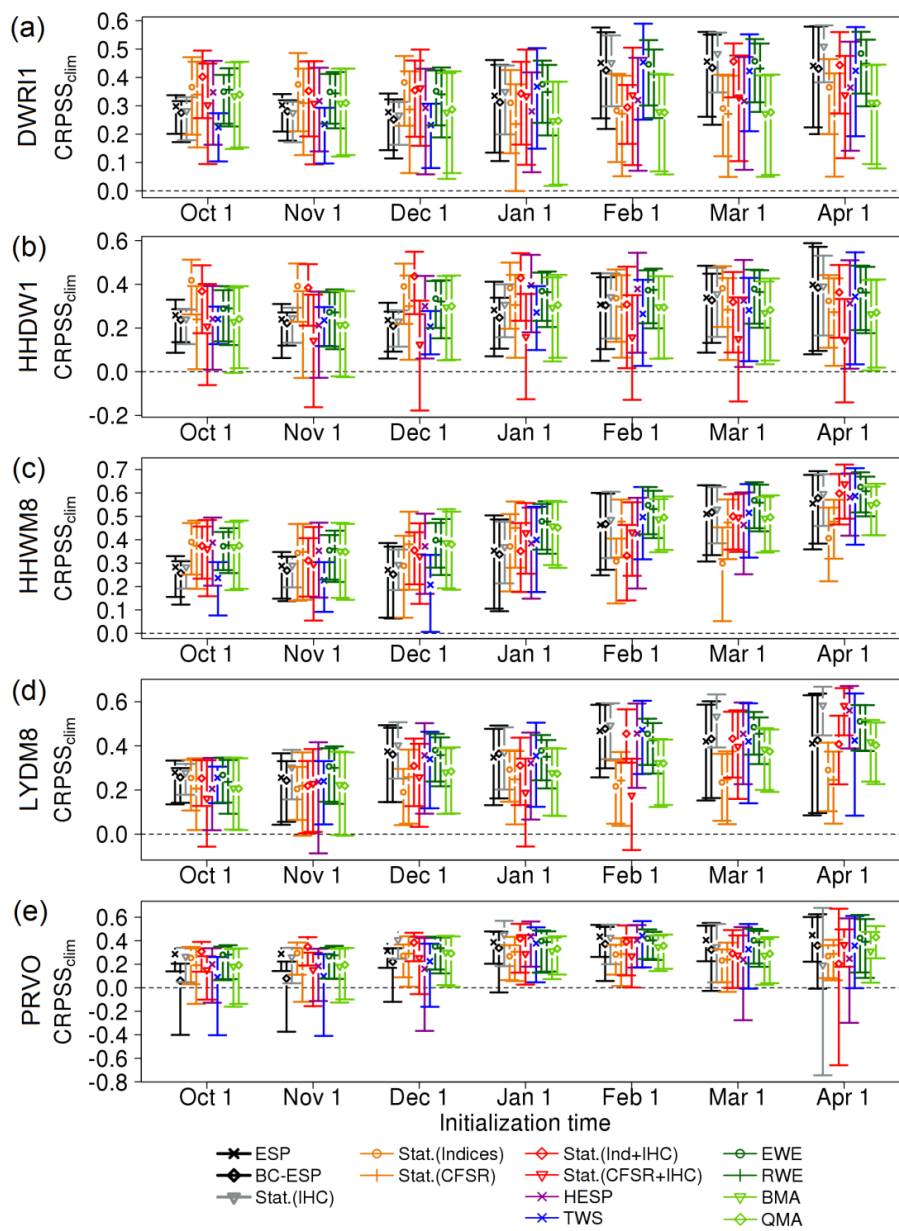 (a)
DWRI1
CRPSS_clim
0.6
0.5
0.4
0.3
0.2
0.1
0.0
Oct 1 Nov 1 Dec 1 Jan 1 Feb 1 Mar 1 Apr 1
(b)
HHDW1
CRPSS_clim
0.6
0.4
0.2
0.0
-0.2
Oct 1 Nov 1 Dec 1 Jan 1 Feb 1 Mar 1 Apr 1
(c)
HHWM8
CRPSS_clim
0.7
0.6
0.5
0.4
0.3
0.2
0.1
0.0
Oct 1 Nov 1 Dec 1 Jan 1 Feb 1 Mar 1 Apr 1
(d)
LYDM8
CRPSS_clim
0.6
0.4
0.2
0.0
Oct 1 Nov 1 Dec 1 Jan 1 Feb 1 Mar 1 Apr 1
(e)
PRVO
CRPSS_clim
0.6
0.4
0.2
0.0
-0.2
-0.4
-0.6
-0.8
Oct 1 Nov 1 Dec 1 Jan 1 Feb 1 Mar 1 Apr 1
Initialization time
ESP
BC-ESP
Stat.(IHC)
Stat.(Indices)
Stat.(CFSR)
Stat.(Ind+IHC)
Stat.(CFSR+IHC)
HESP
TWS
EWE
RWE
BMA
QMA